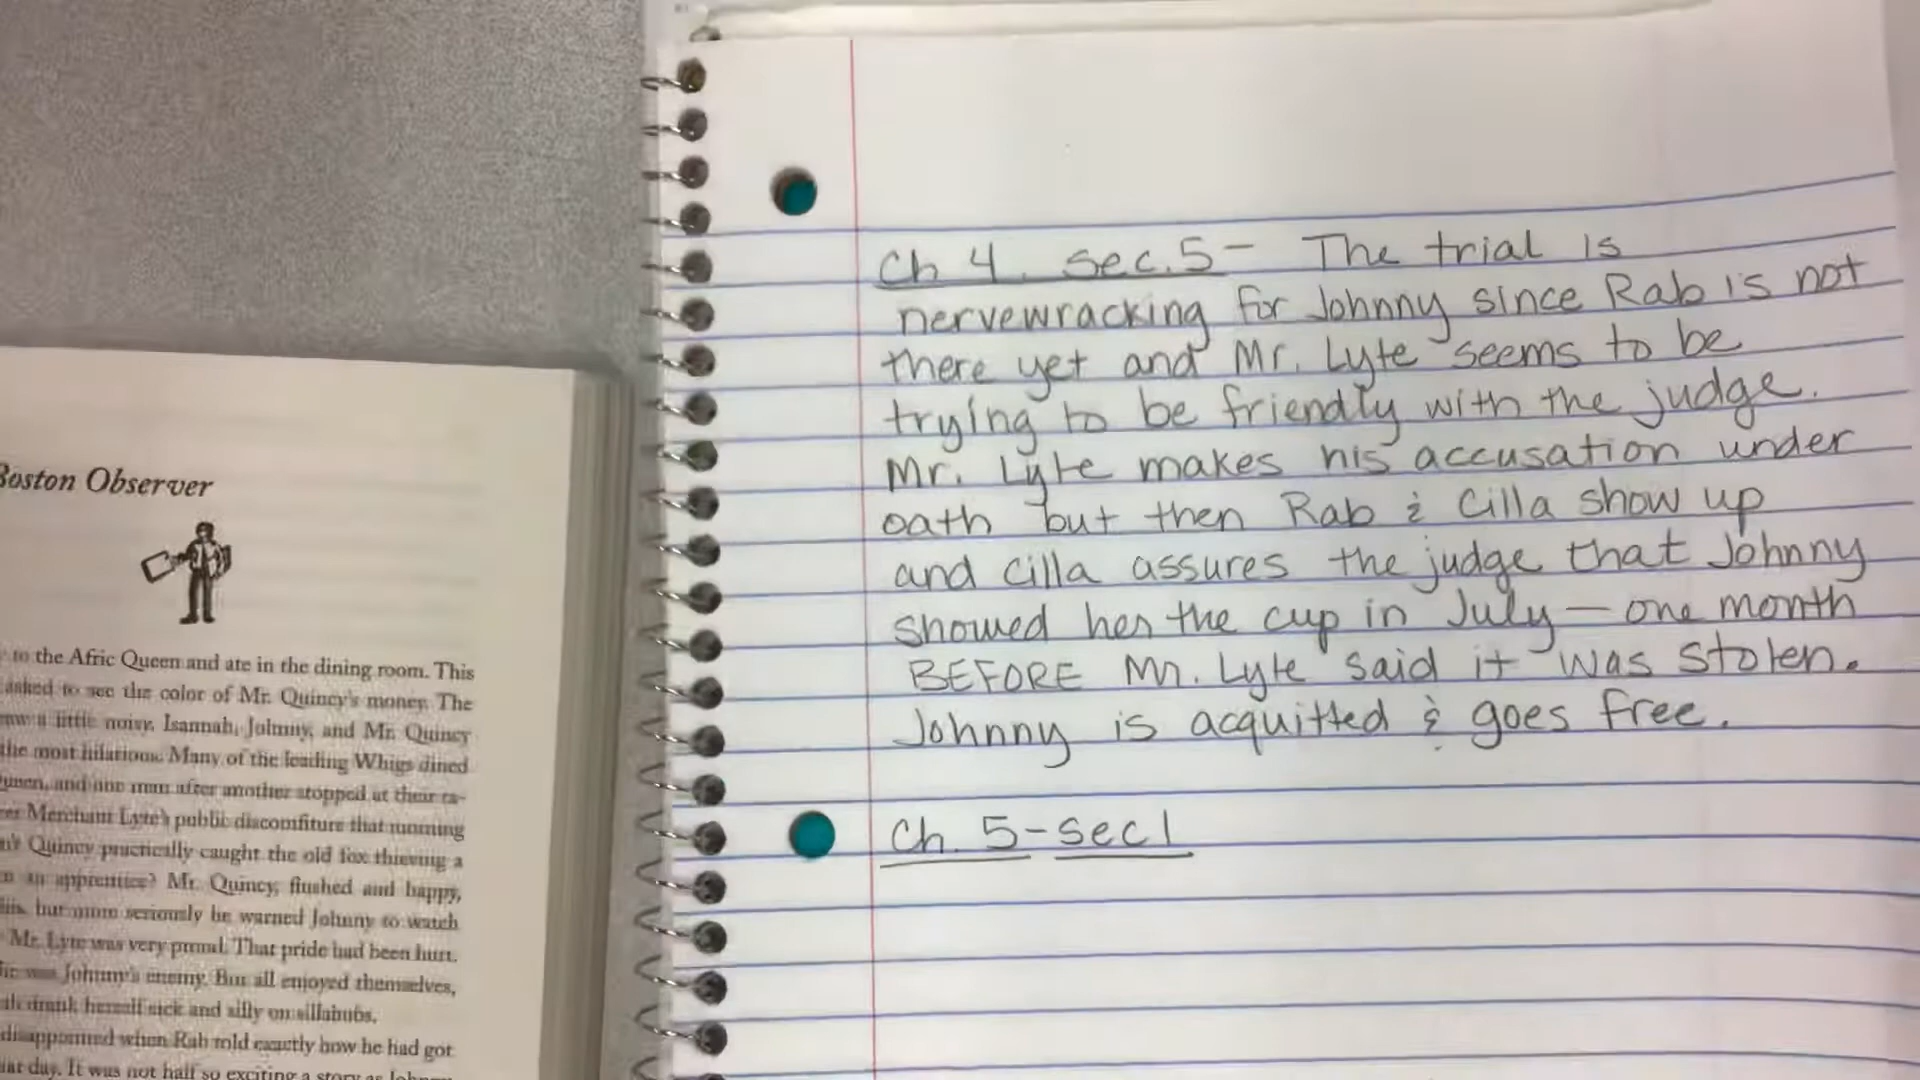 Boston Observer
to the Afric Queen and ate in the dining room. This
asked to see the color of Mr. Quincy's money. The
a little noisy. Isannah, Johnny, and Mr. Quincy
the most hilarious. Many of the leading Whigs dined
and one man after another stopped at their ta-
Merchant Lyte's public discomfiture that running
Quincy practically caught the old fox thieving a
an apprentice? Mr. Quincy, flushed and happy,
but more seriously he warned Johnny to watch
Mr. Lyte was very proud. That pride had been hurt.
he was Johnny's enemy. But all enjoyed themselves,
drank herself sick and silly on sillabubs.
disappointed when Rab told exactly how he had got
day. It was not half so exciting a story as
Ch 4. sec. 5 - The trial is
nervewracking for Johnny since Rab is not
there yet and Mr. Lyte seems to be
trying to be friendly with the judge.
Mr. Lyte makes his accusation under
oath but then Rab & Cilla show up
and Cilla assures the judge that Johnny
showed her the cup in July - one month
BEFORE Mr. Lyte said it was stolen.
Johnny is acquitted & goes free.
Ch. 5 - sec 1